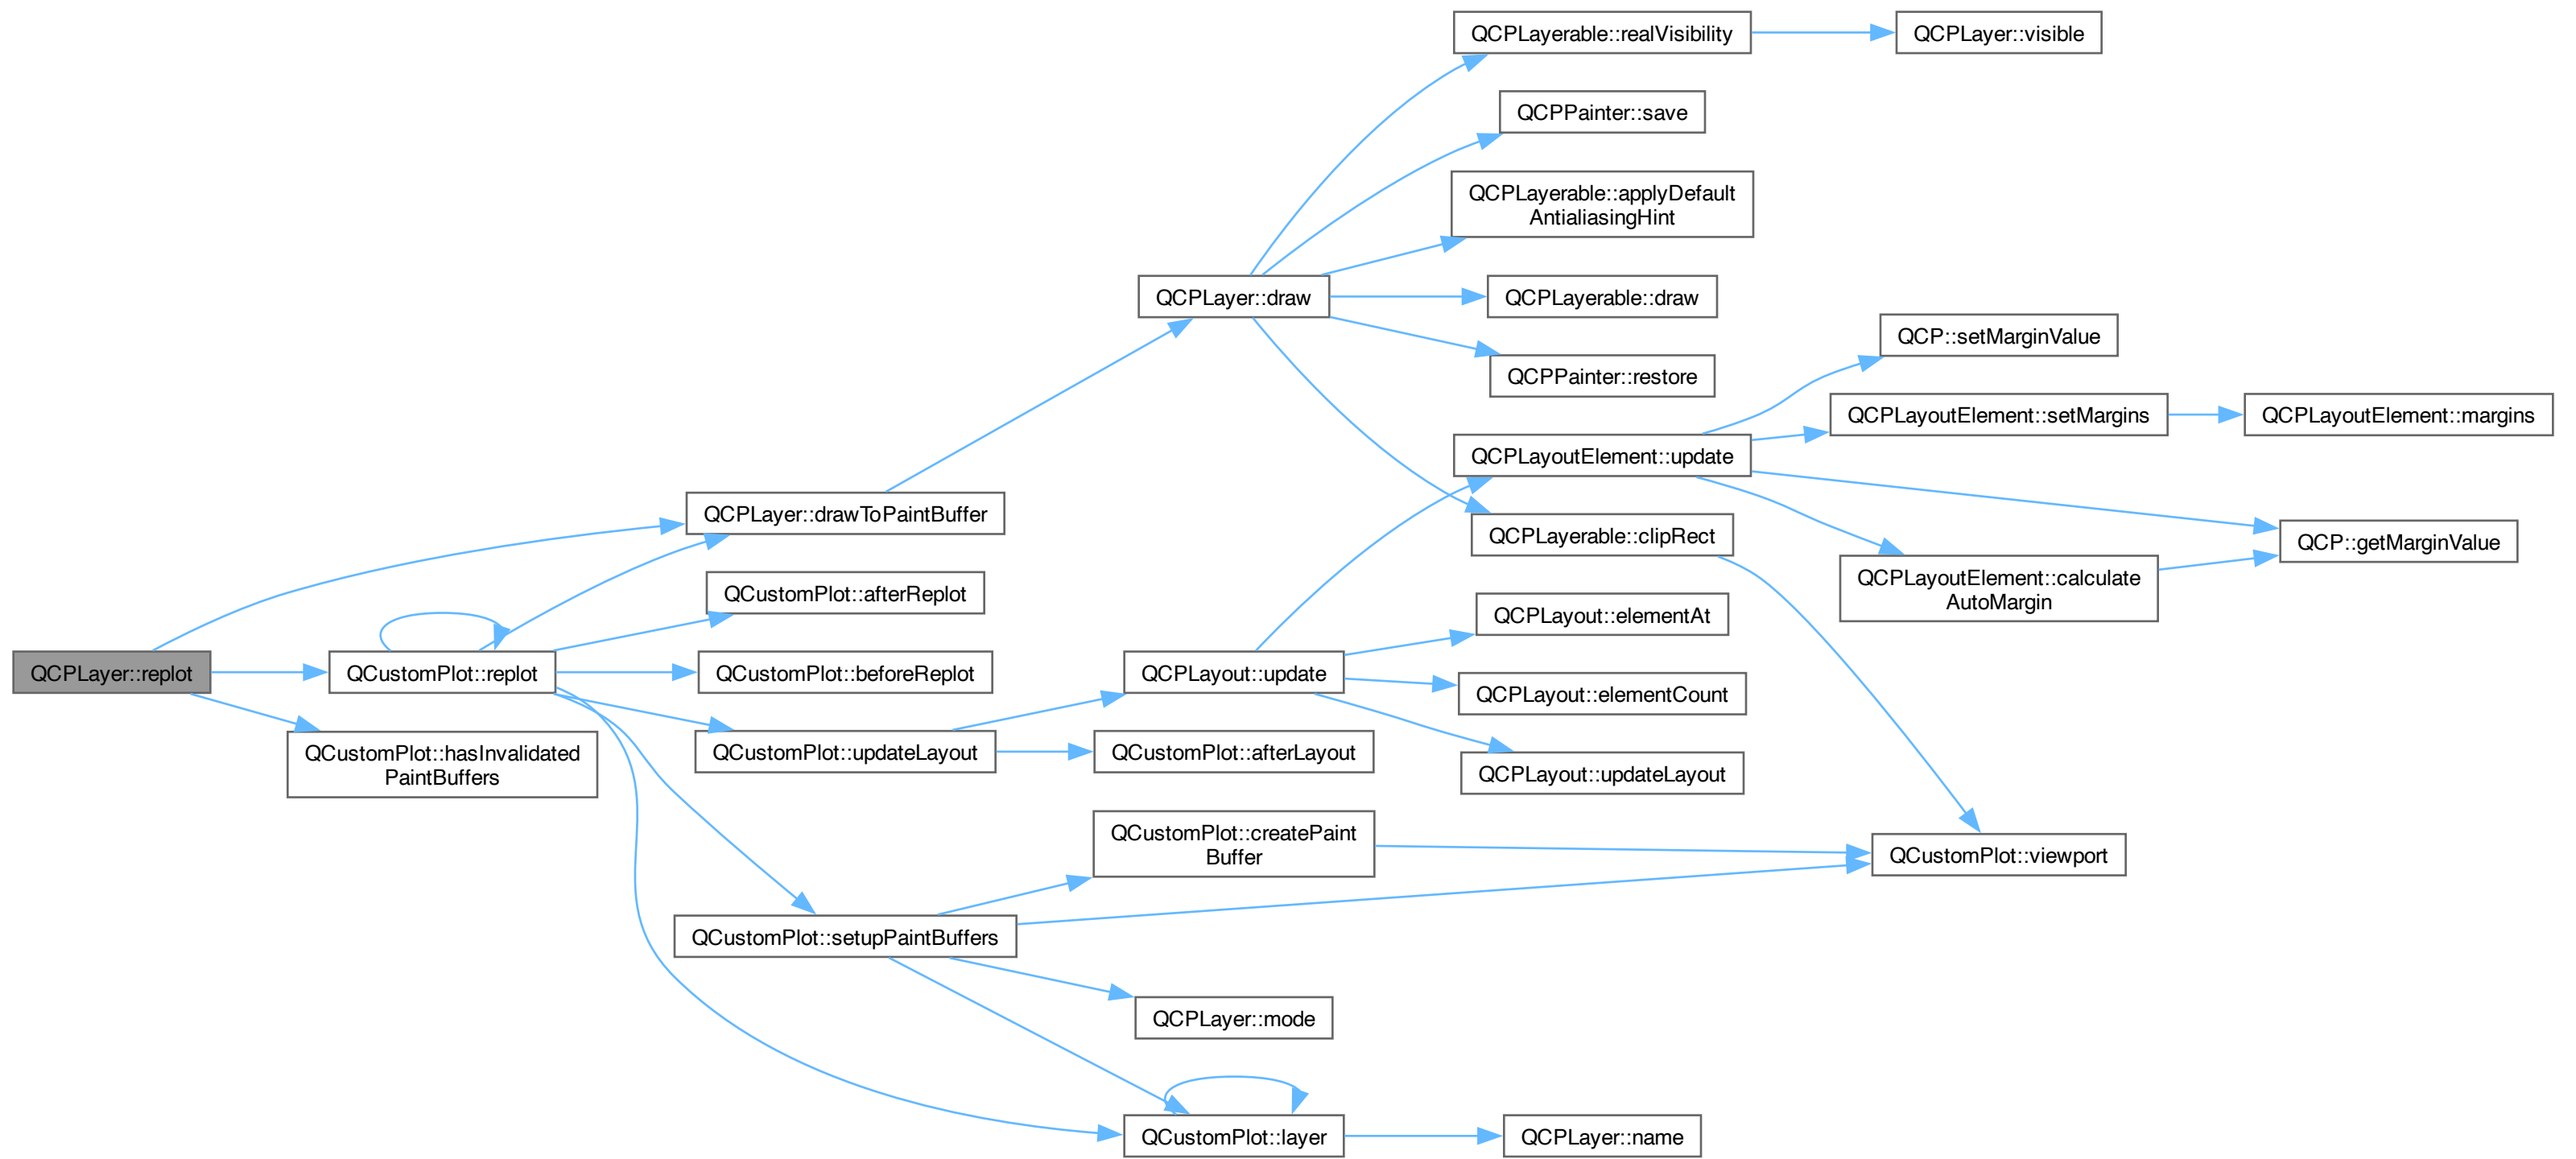 QCPLayerable::realVisibility
QCPLayer::visible
QCPPainter::save
QCPLayerable::applyDefault
AntialiasingHint
QCPLayer::draw
QCPLayerable::draw
QCP::setMarginValue
QCPPainter::restore
QCPLayoutElement::setMargins
QCPLayoutElement::margins
QCPLayoutElement::update
QCPLayer::drawToPaintBuffer
QCPLayerable::clipRect
QCP::getMarginValue
QCPLayoutElement::calculate
AutoMargin
QCustomPlot::afterReplot
QCPLayout::elementAt
QCPLayer::replot
QCustomPlot::replot
QCustomPlot::beforeReplot
QCPLayout::update
QCPLayout::elementCount
QCustomPlot::hasInvalidated
PaintBuffers
QCustomPlot::updateLayout
QCustomPlot::afterLayout
QCPLayout::updateLayout
QCustomPlot::createPaint
Buffer
QCustomPlot::viewport
QCustomPlot::setupPaintBuffers
QCPLayer::mode
QCustomPlot::layer
QCPLayer::name